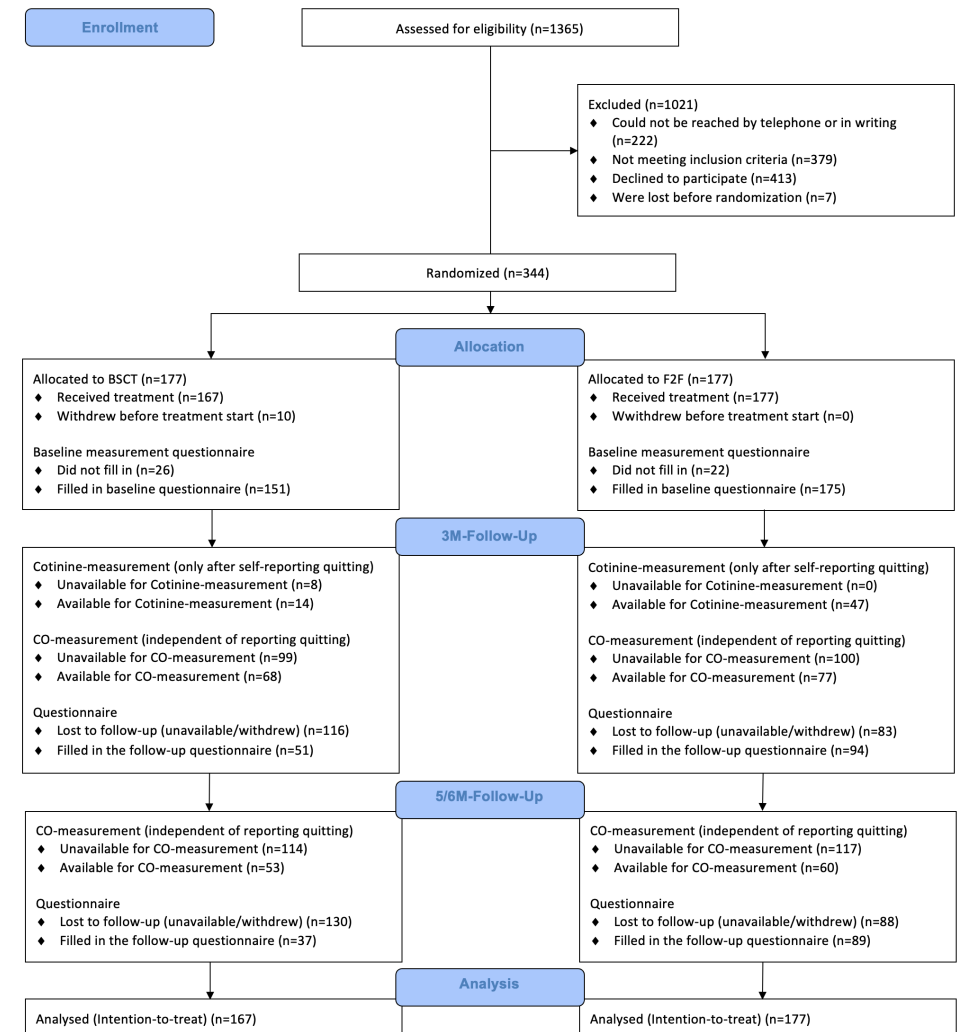 Enrollment
Assessed for eligibility (n=1365)
Excluded (n=1021)
♦ Could not be reached by telephone or in writing
(n=222)
♦ Not meeting inclusion criteria (n=379)
♦ Declined to participate (n=413)
♦ Were lost before randomization (n=7)
Randomized (n=344)
Allocation
Allocated to BSCT (n=177)
♦ Received treatment (n=167)
♦ Withdrew before treatment start (n=10)
Baseline measurement questionnaire
♦ Did not fill in (n=26)
♦ Filled in baseline questionnaire (n=151)
Allocated to F2F (n=177)
♦ Received treatment (n=177)
♦ Wwithdrew before treatment start (n=0)
Baseline measurement questionnaire
♦ Did not fill in (n=22)
♦ Filled in baseline questionnaire (n=175)
3M-Follow-Up
Cotinine-measurement (only after self-reporting quitting)
♦ Unavailable for Cotinine-measurement (n=8)
♦ Available for Cotinine-measurement (n=14)
CO-measurement (independent of reporting quitting)
♦ Unavailable for CO-measurement (n=99)
♦ Available for CO-measurement (n=68)
Questionnaire
♦ Lost to follow-up (unavailable/withdrew) (n=116)
♦ Filled in the follow-up questionnaire (n=51)
Cotinine-measurement (only after self-reporting quitting)
♦ Unavailable for Cotinine-measurement (n=0)
♦ Available for Cotinine-measurement (n=47)
CO-measurement (independent of reporting quitting)
♦ Unavailable for CO-measurement (n=100)
♦ Available for CO-measurement (n=77)
Questionnaire
♦ Lost to follow-up (unavailable/withdrew) (n=83)
♦ Filled in the follow-up questionnaire (n=94)
5/6M-Follow-Up
CO-measurement (independent of reporting quitting)
♦ Unavailable for CO-measurement (n=114)
♦ Available for CO-measurement (n=53)
Questionnaire
♦ Lost to follow-up (unavailable/withdrew) (n=130)
♦ Filled in the follow-up questionnaire (n=37)
CO-measurement (independent of reporting quitting)
♦ Unavailable for CO-measurement (n=117)
♦ Available for CO-measurement (n=60)
Questionnaire
♦ Lost to follow-up (unavailable/withdrew) (n=88)
♦ Filled in the follow-up questionnaire (n=89)
Analysis
Analysed (Intention-to-treat) (n=167)
Analysed (Intention-to-treat) (n=177)